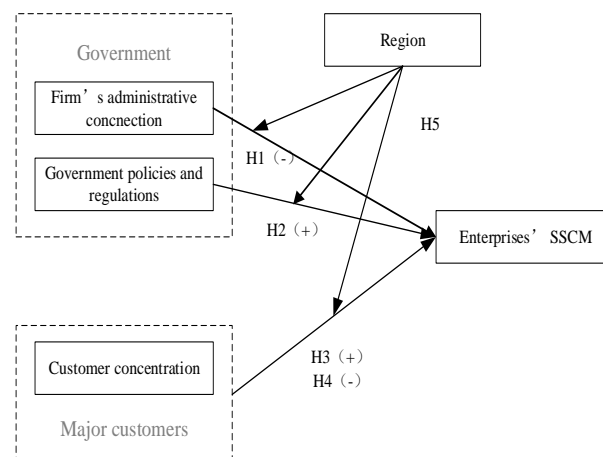 Government
Region
Firm’s administrative
concnection
H5
H1（-）
Government policies and
regulations
H2（+）
Enterprises’ SSCM
Customer concentration
H3（+）
H4（-）
Major customers